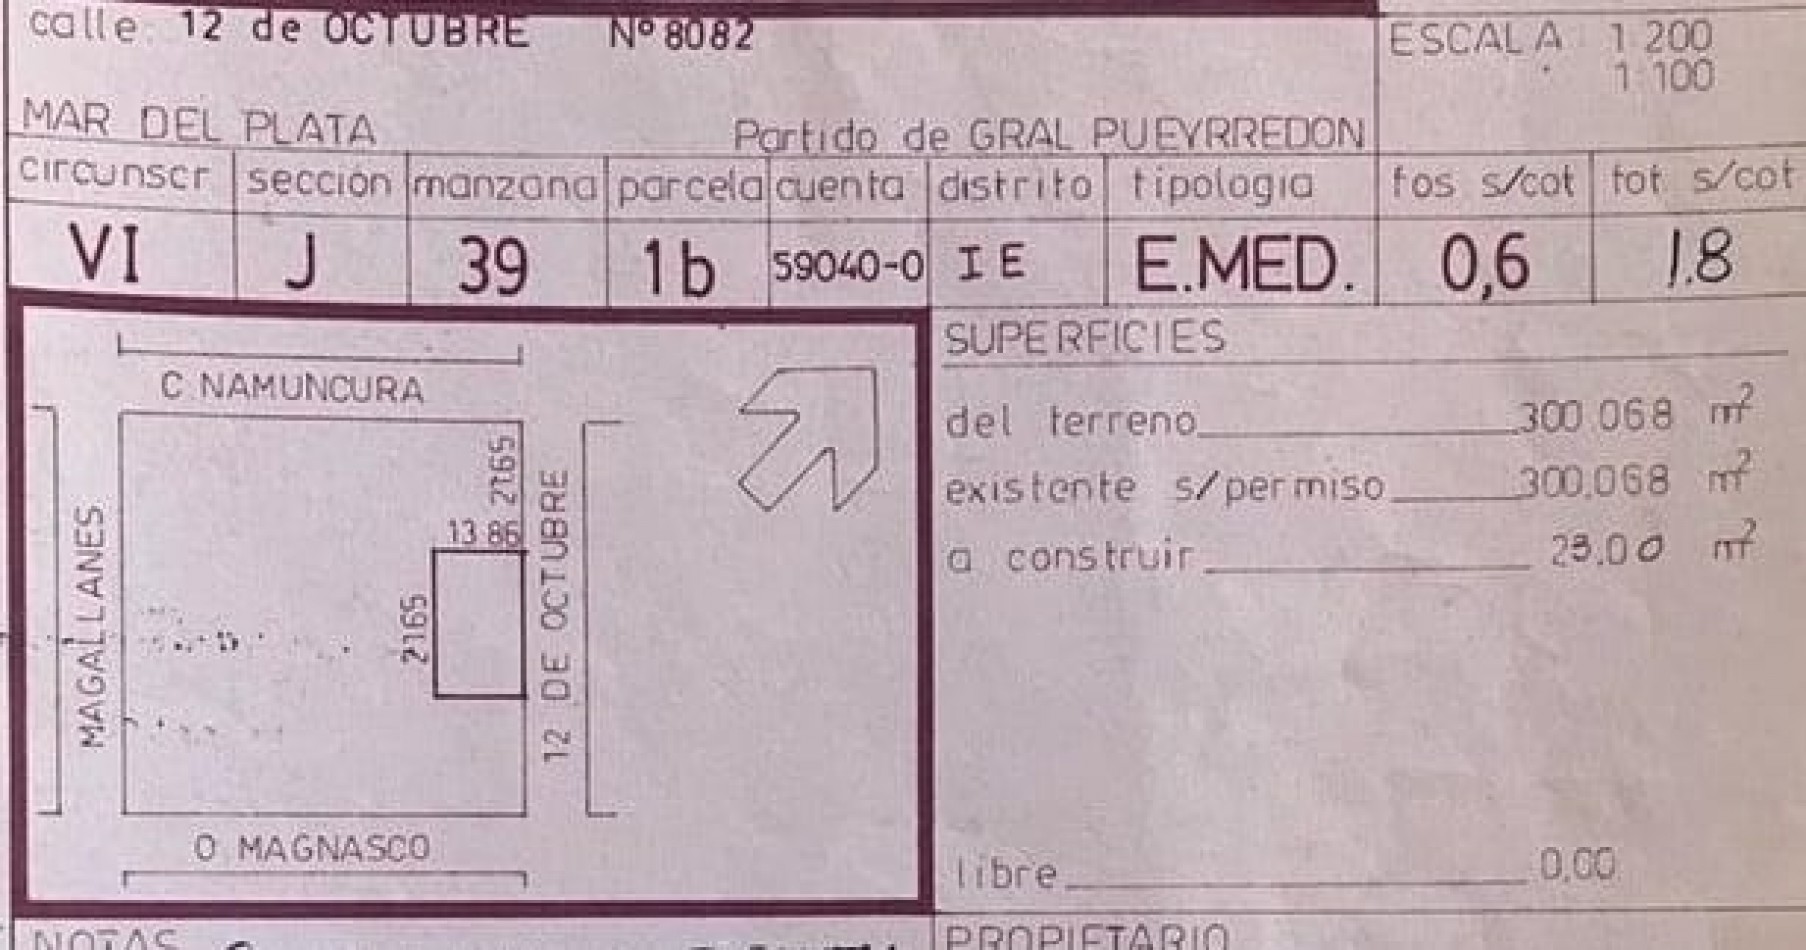 calle: 12 de OCTUBRE Nº 8082
ESCALA 1:200
1:100
MAR DEL PLATA Partido de GRAL PUEYRREDON
circunscr sección manzana parcela cuenta distrito tipologia fos s/cot fot s/cot
VI J 39 1b 59040-0 IE E.MED. 0,6 1.8
C. NAMUNCURA
MAGALLANES
2165
13.86
2165
12 DE OCTUBRE
O. MAGNASCO
SUPERFICIES
del terreno 300.068 m²
existente s/permiso 300.068 m²
a construir m²
libre 0,00
NOTAS
PROPIETARIO